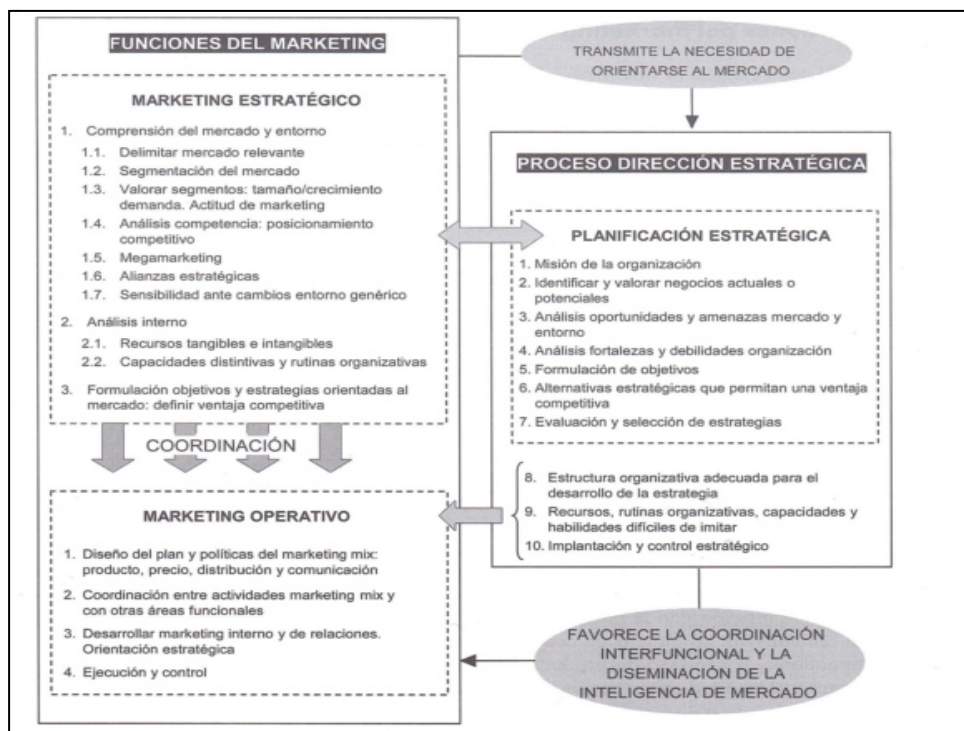 FUNCIONES DEL MARKETING
MARKETING ESTRATÉGICO
1. Comprensión del mercado y entorno
1.1. Delimitar mercado relevante
1.2. Segmentación del mercado
1.3. Valorar segmentos: tamaño/crecimiento
demanda. Actitud de marketing
1.4. Análisis competencia: posicionamiento
competitivo
1.5. Megamarketing
1.6. Alianzas estratégicas
1.7. Sensibilidad ante cambios entorno genérico
2. Análisis interno
2.1. Recursos tangibles e intangibles
2.2. Capacidades distintivas y rutinas organizativas
3. Formulación objetivos y estrategias orientadas al
mercado: definir ventaja competitiva
COORDINACIÓN
MARKETING OPERATIVO
1. Diseño del plan y políticas del marketing mix:
producto, precio, distribución y comunicación
2. Coordinación entre actividades marketing mix y
con otras áreas funcionales
3. Desarrollar marketing interno y de relaciones.
Orientación estratégica
4. Ejecución y control
TRANSMITE LA NECESIDAD DE
ORIENTARSE AL MERCADO
PROCESO DIRECCIÓN ESTRATÉGICA
PLANIFICACIÓN ESTRATÉGICA
1. Misión de la organización
2. Identificar y valorar negocios actuales o
potenciales
3. Análisis oportunidades y amenazas mercado y
entorno
4. Análisis fortalezas y debilidades organización
5. Formulación de objetivos
6. Alternativas estratégicas que permitan una ventaja
competitiva
7. Evaluación y selección de estrategias
8. Estructura organizativa adecuada para el
desarrollo de la estrategia
9. Recursos, rutinas organizativas, capacidades y
habilidades difíciles de imitar
10. Implantación y control estratégico
FAVORECE LA COORDINACIÓN
INTERFUNCIONAL Y LA
DISEMINACIÓN DE LA
INTELIGENCIA DE MERCADO